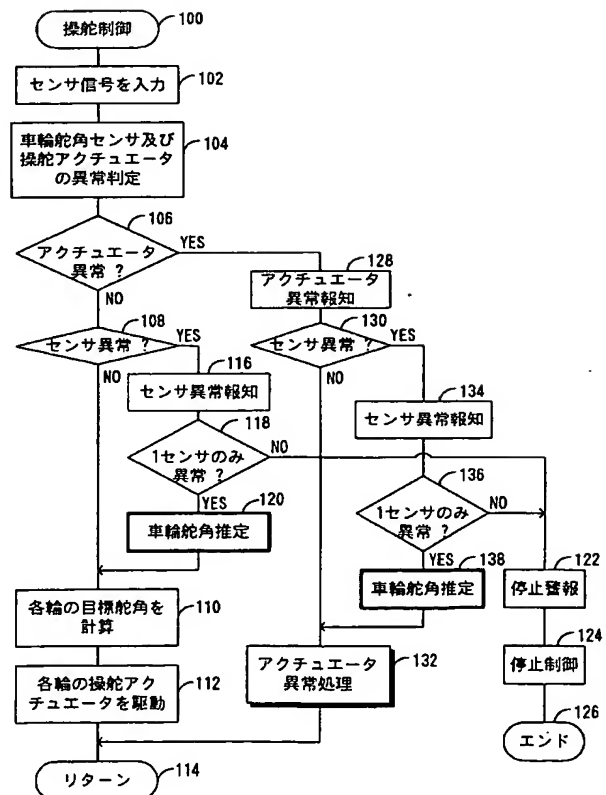 操舵制御
100
センサ信号を入力
102
車輪舵角センサ及び
操舵アクチュエータ
の異常判定
104
106
アクチュエータ
異常 ?
YES
NO
128
アクチュエータ
異常報知
108
センサ異常 ?
YES
NO
130
センサ異常 ?
YES
NO
116
センサ異常報知
134
センサ異常報知
118
1センサのみ
異常 ?
NO
YES
136
1センサのみ
異常 ?
NO
YES
120
車輪舵角推定
138
車輪舵角推定
122
停止警報
110
各輪の目標舵角を
計算
124
停止制御
132
アクチュエータ
異常処理
112
各輪の操舵アク
チュエータを駆動
126
エンド
リターン
114